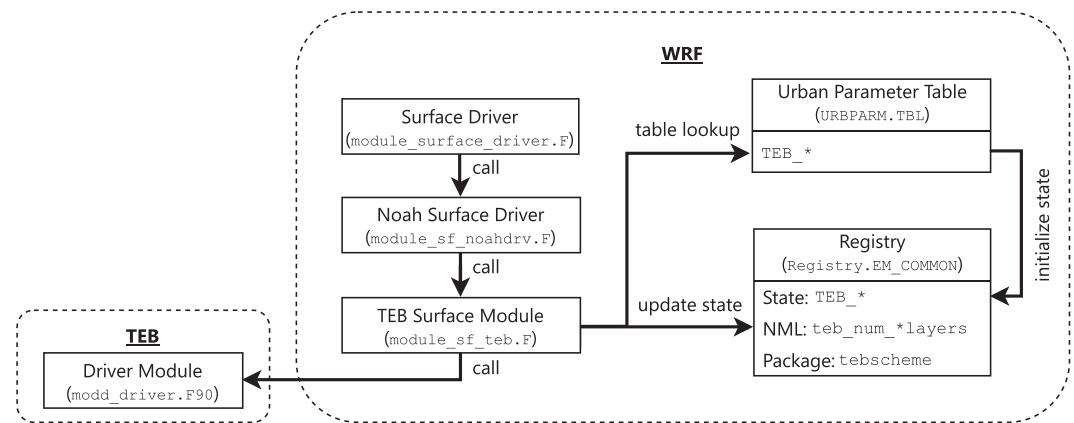 WRF
Surface Driver
(module_surface_driver.F)
call
Noah Surface Driver
(module_sf_noahdrv.F)
call
TEB Surface Module
(module_sf_teb.F)
call
TEB
Driver Module
(modd_driver.F90)
table lookup
update state
Urban Parameter Table
(URBPARM.TBL)
TEB_*
initialize state
Registry
(Registry.EM_COMMON)
State: TEB_*
NML: teb_num_*layers
Package: tebscheme